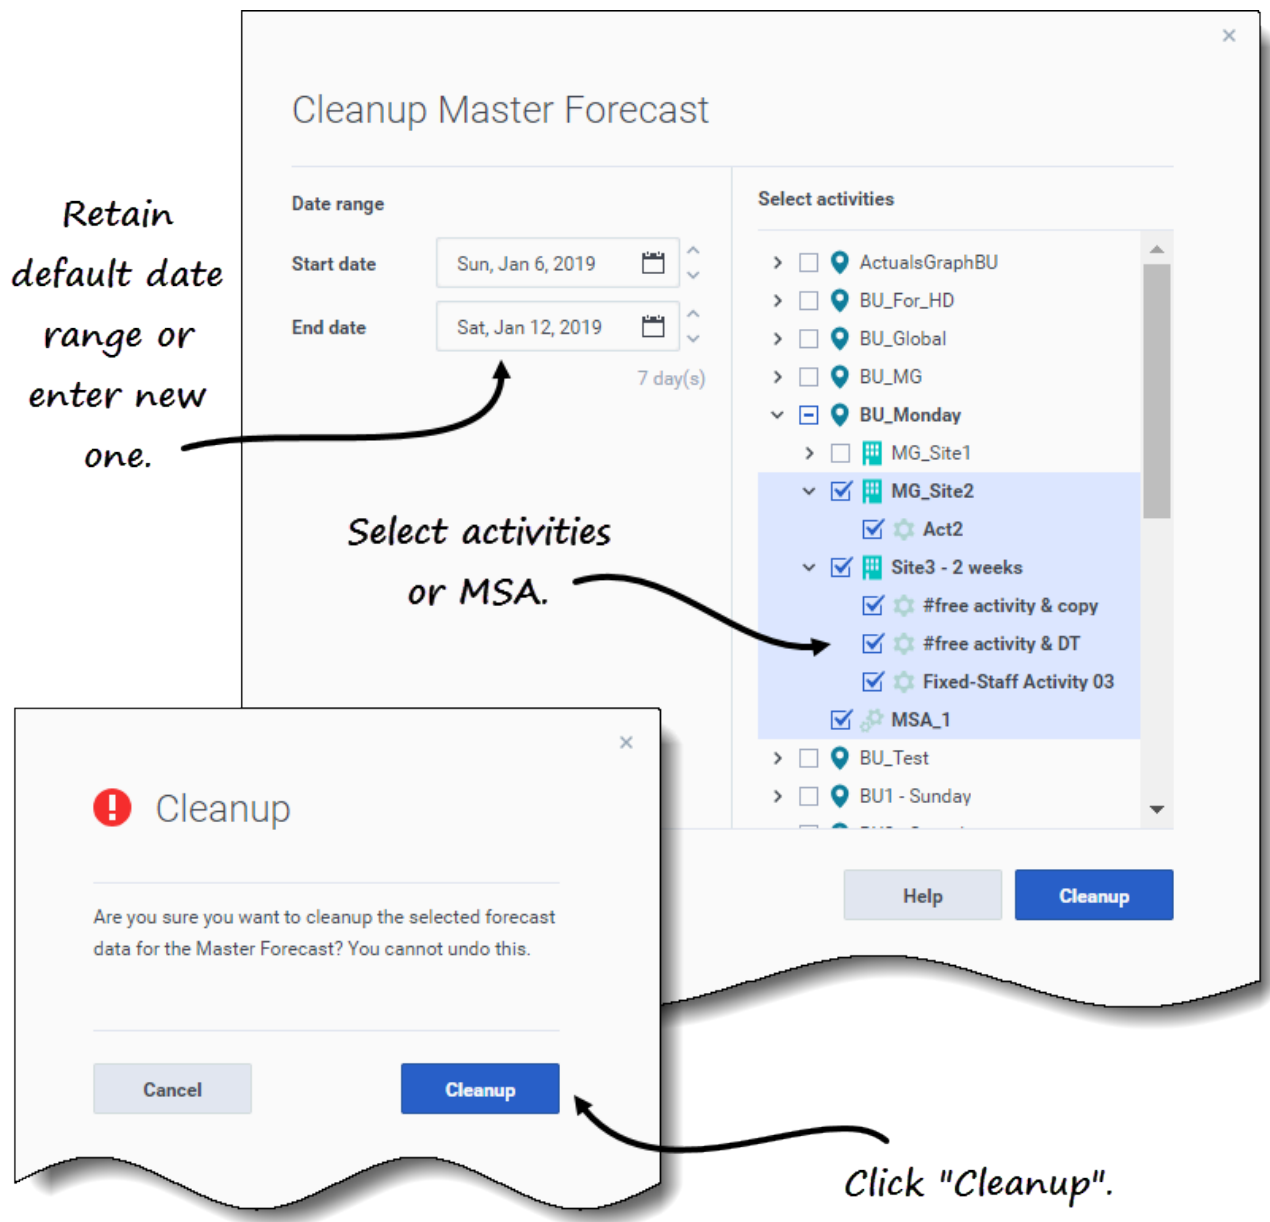 Cleanup Master Forecast
Retain
default date
range or
enter new
one.
Date range
Start date
Sun, Jan 6, 2019
End date
Sat, Jan 12, 2019
7 day(s)
Select activities
or MSA.
Select activities
ActualsGraphBU
BU_For_HD
BU_Global
BU_MG
BU_Monday
MG_Site1
MG_Site2
Act2
Site3 - 2 weeks
#free activity & copy
#free activity & DT
Fixed-Staff Activity 03
MSA_1
BU_Test
BU1 - Sunday
Help
Cleanup
Cleanup
Are you sure you want to cleanup the selected forecast
data for the Master Forecast? You cannot undo this.
Cancel
Cleanup
Click "Cleanup".